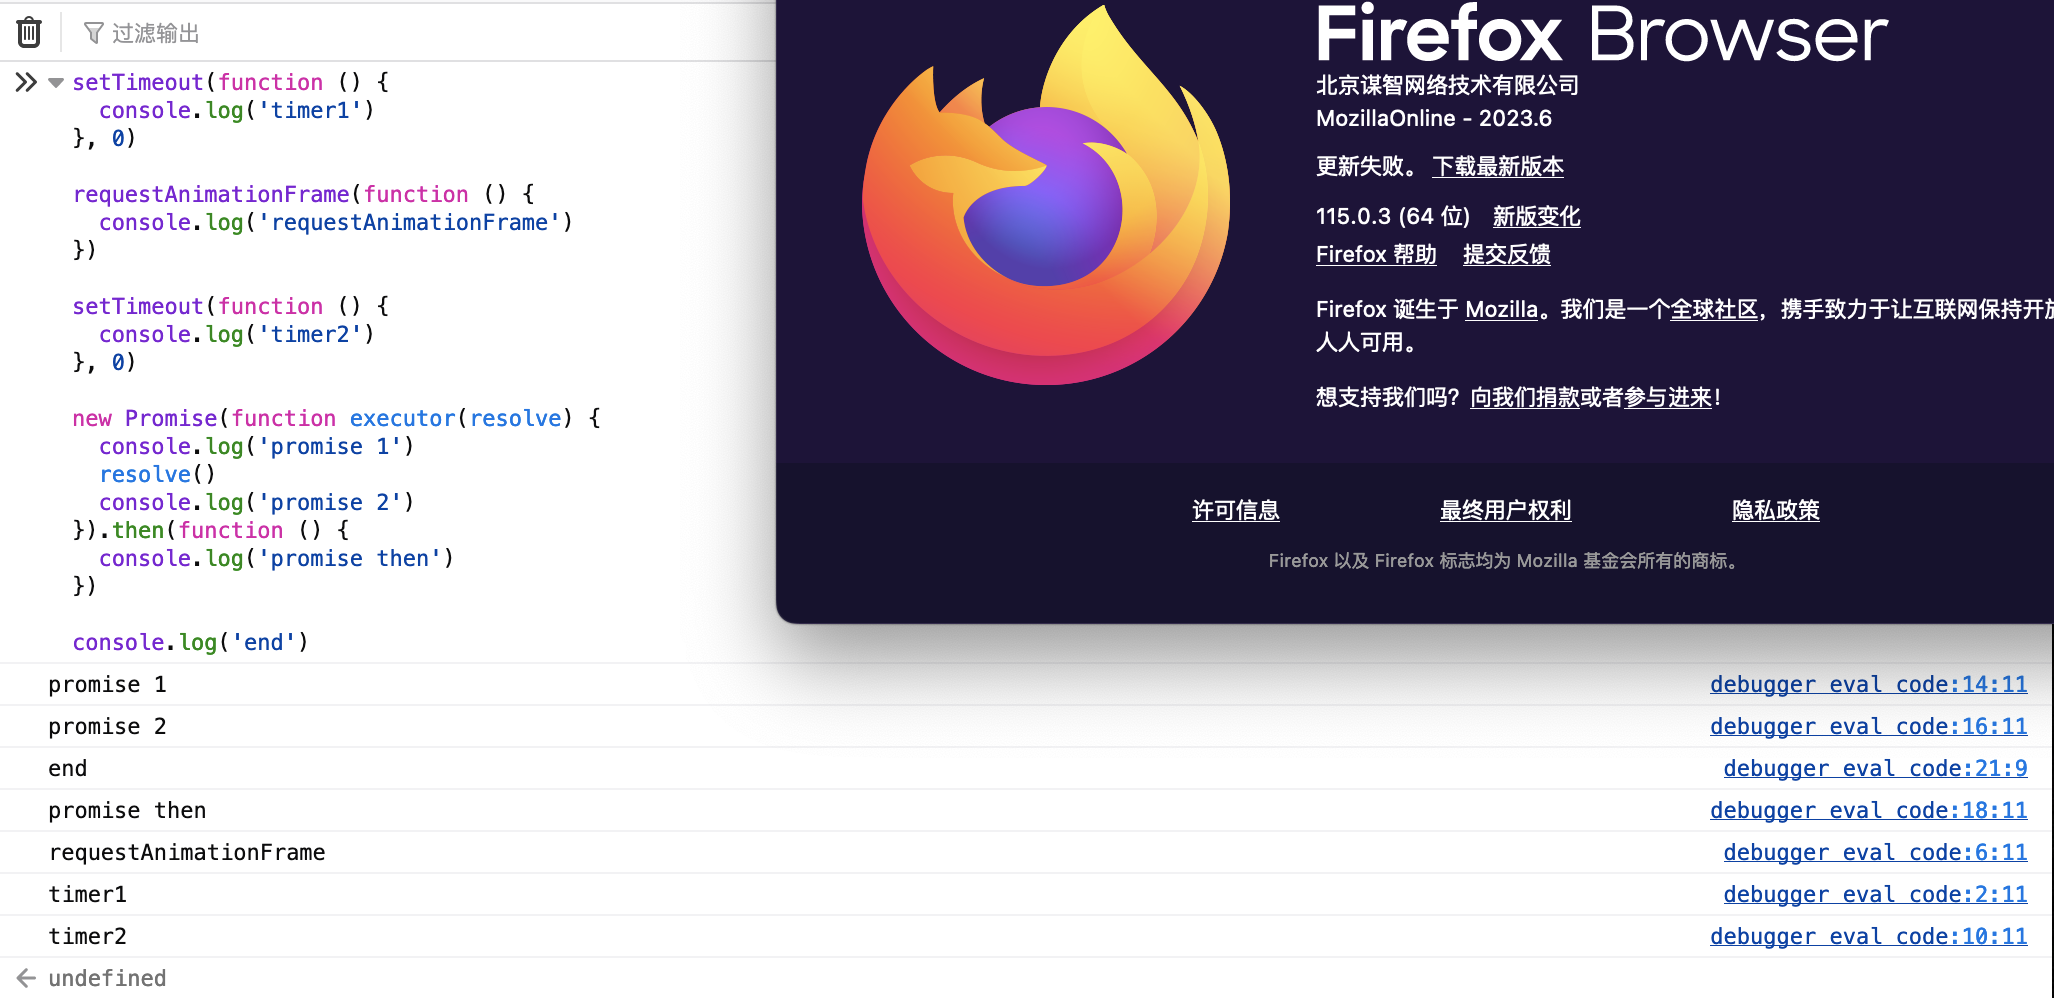 过滤输出
setTimeout(function () {
  console.log('timer1')
}, 0)
requestAnimationFrame(function () {
  console.log('requestAnimationFrame')
})
setTimeout(function () {
  console.log('timer2')
}, 0)
new Promise(function executor(resolve) {
  console.log('promise 1')
  resolve()
  console.log('promise 2')
}).then(function () {
  console.log('promise then')
})
console.log('end')
Firefox Browser
北京谋智网络技术有限公司
MozillaOnline - 2023.6
更新失败。 下载最新版本
115.0.3 (64 位) 新版变化
Firefox 帮助 提交反馈
Firefox 诞生于 Mozilla。我们是一个全球社区，携手致力于让互联网保持开放
人人可用。
想支持我们吗？向我们捐款或者参与进来！
许可信息 最终用户权利 隐私政策
Firefox 以及 Firefox 标志均为 Mozilla 基金会所有的商标。
promise 1 debugger eval code:14:11
promise 2 debugger eval code:16:11
end debugger eval code:21:9
promise then debugger eval code:18:11
requestAnimationFrame debugger eval code:6:11
timer1 debugger eval code:2:11
timer2 debugger eval code:10:11
undefined